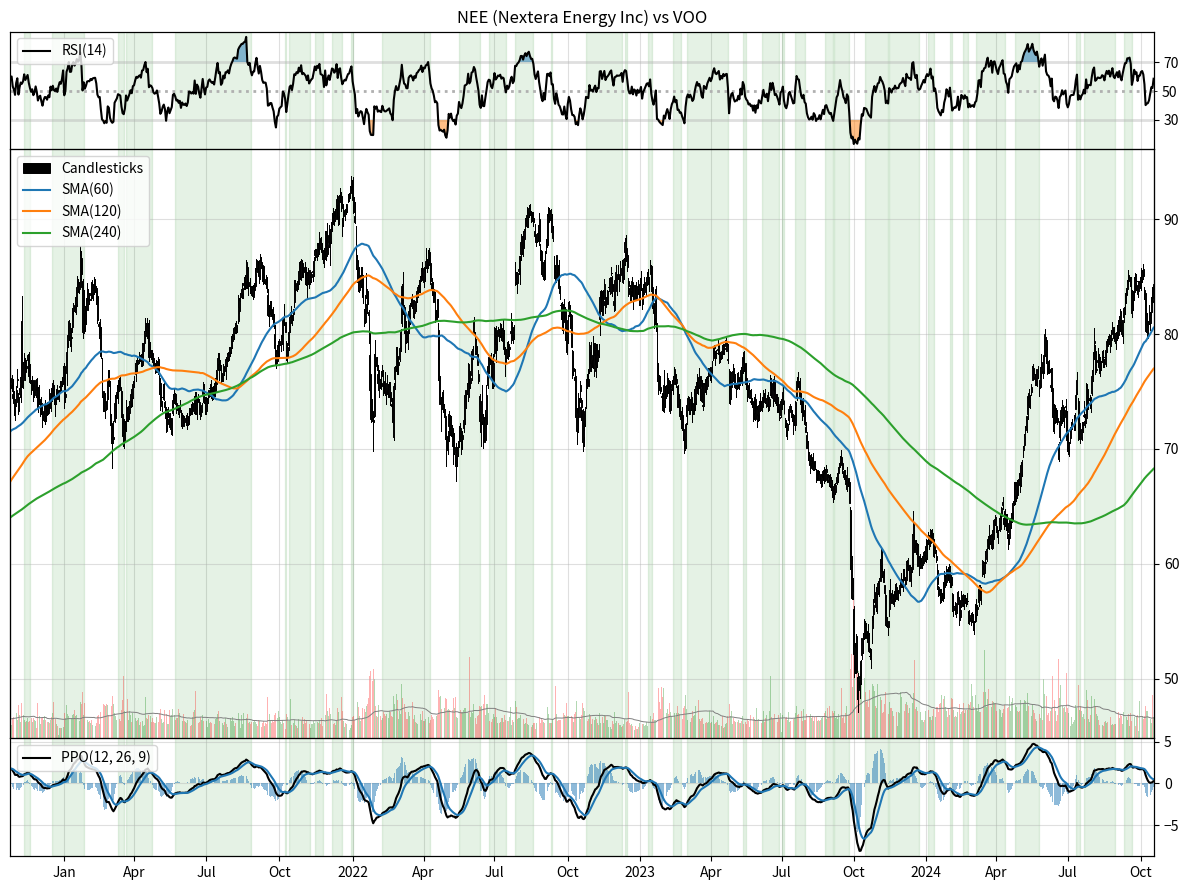 NEE (Nextera Energy Inc) vs VOO
RSI(14)
70
50
30
Candlesticks
SMA(60)
SMA(120)
SMA(240)
90
80
70
60
50
PPO(12, 26, 9)
5
0
−5
Jan Apr Jul Oct 2022 Apr Jul Oct 2023 Apr Jul Oct 2024 Apr Jul Oct